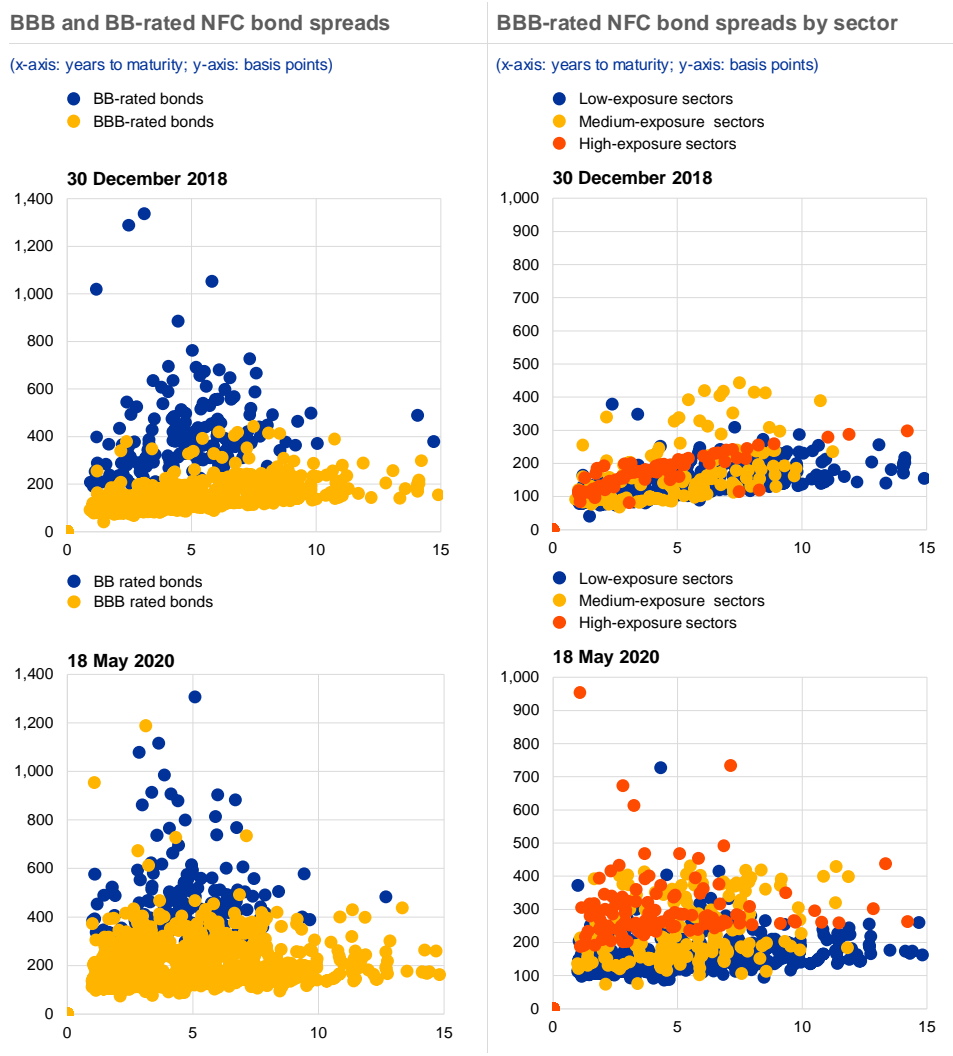 BBB and BB-rated NFC bond spreads
(x-axis: years to maturity; y-axis: basis points)
BB-rated bonds
BBB-rated bonds
30 December 2018
1,400
1,200
1,000
800
600
400
200
0
0 5 10 15
BB rated bonds
BBB rated bonds
18 May 2020
1,400
1,200
1,000
800
600
400
200
0
0 5 10 15
BBB-rated NFC bond spreads by sector
(x-axis: years to maturity; y-axis: basis points)
Low-exposure sectors
Medium-exposure sectors
High-exposure sectors
30 December 2018
1,000
900
800
700
600
500
400
300
200
100
0
0 5 10 15
Low-exposure sectors
Medium-exposure sectors
High-exposure sectors
18 May 2020
1,000
900
800
700
600
500
400
300
200
100
0
0 5 10 15